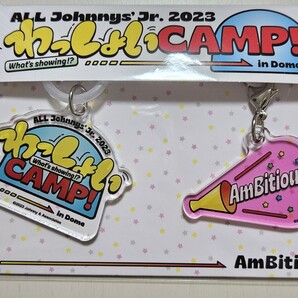 ALL Johnnys' Jr. 2023
わっしょい CAMP!
What's showing!?
in Dome
ALL Johnnys' Jr. 2023
わっしょい
What's showing!?
CAMP!
in Dome
AmBitiou
AmBiti